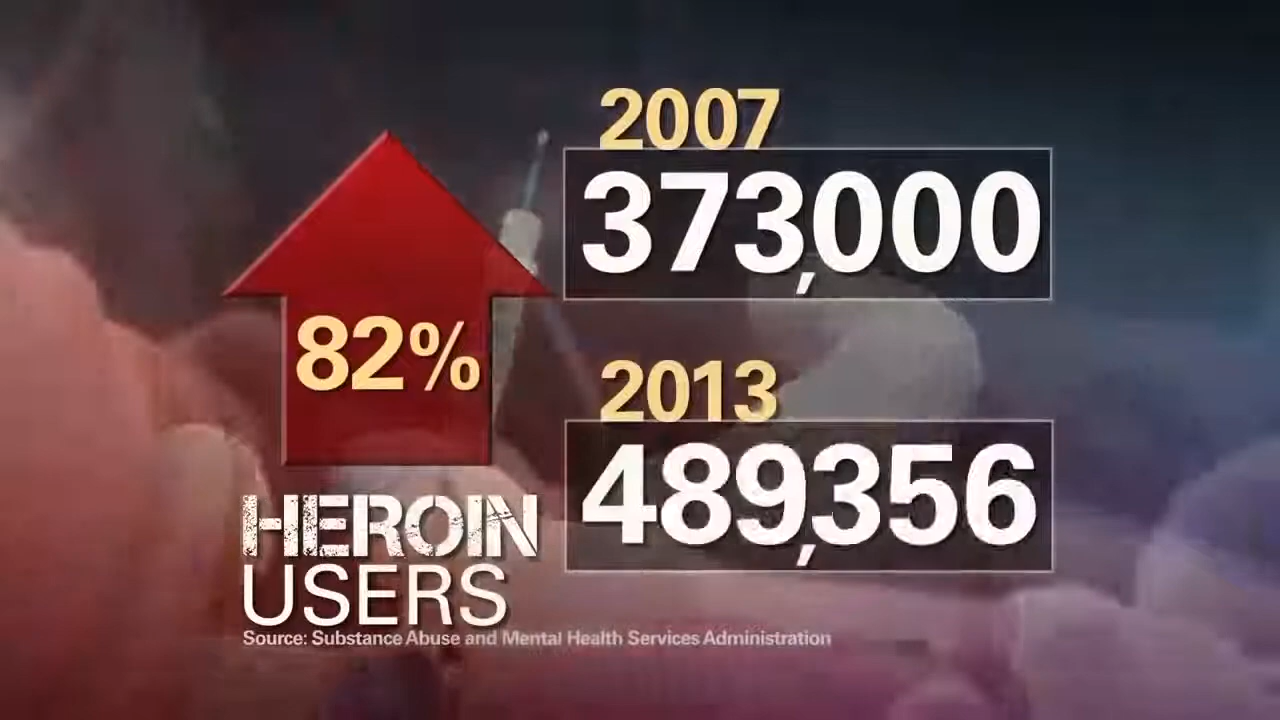 2007
373,000
82%
2013
489,356
HEROIN
USERS
Source: Substance Abuse and Mental Health Services Administration